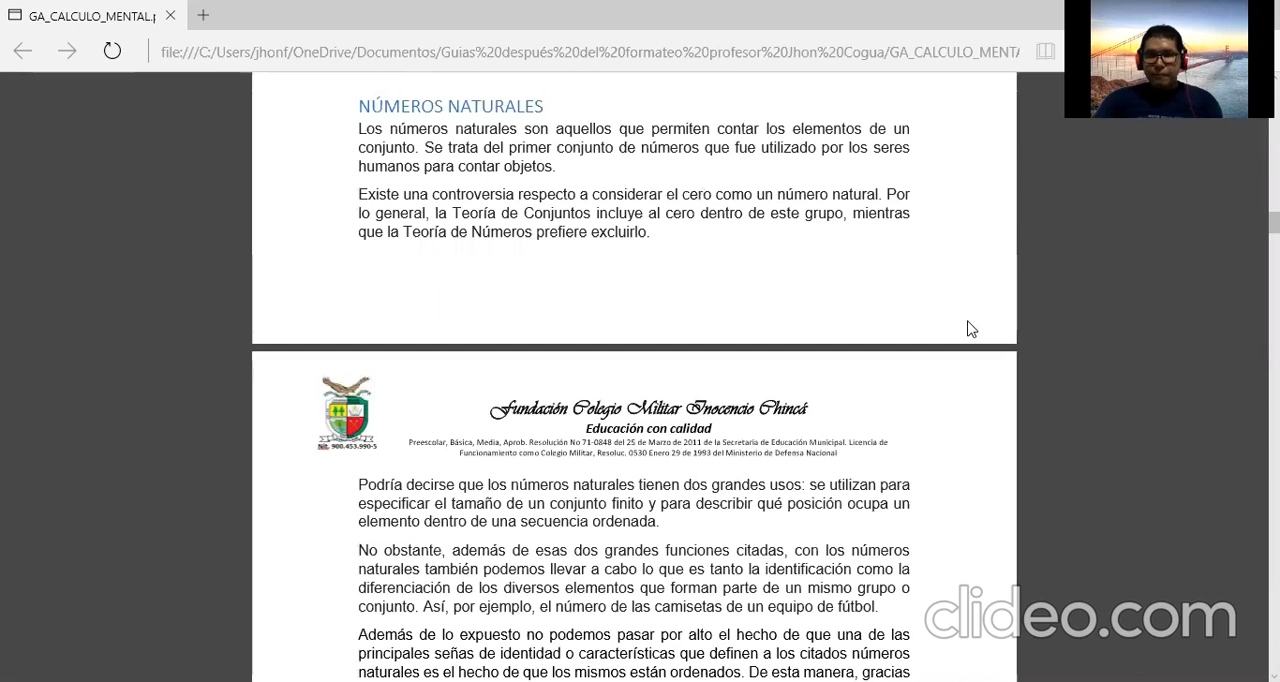 GA_CALCULO_MENTAL.p
file:///C:/Users/jhonf/OneDrive/Documentos/Guias%20después%20del%20formateo%20profesor%20Jhon%20Cogua/GA_CALCULO_MENTA
NÚMEROS NATURALES
Los números naturales son aquellos que permiten contar los elementos de un
conjunto. Se trata del primer conjunto de números que fue utilizado por los seres
humanos para contar objetos.
Existe una controversia respecto a considerar el cero como un número natural. Por
lo general, la Teoría de Conjuntos incluye al cero dentro de este grupo, mientras
que la Teoría de Números prefiere excluirlo.
Fundación Colegio Militar Inocencio Chincá
Educación con calidad
Preescolar, Básica, Media, Aprob. Resolución No 71-0848 del 25 de Marzo de 2011 de la Secretaria de Educación Municipal. Licencia de
Funcionamiento como Colegio Militar, Resoluc. 0530 Enero 29 de 1993 del Ministerio de Defensa Nacional
Nit. 900.453.990-5
Podría decirse que los números naturales tienen dos grandes usos: se utilizan para
especificar el tamaño de un conjunto finito y para describir qué posición ocupa un
elemento dentro de una secuencia ordenada.
No obstante, además de esas dos grandes funciones citadas, con los números
naturales también podemos llevar a cabo lo que es tanto la identificación como la
diferenciación de los diversos elementos que forman parte de un mismo grupo o
conjunto. Así, por ejemplo, el número de las camisetas de un equipo de fútbol.
Además de lo expuesto no podemos pasar por alto el hecho de que una de las
principales señas de identidad o características que definen a los citados números
naturales es el hecho de que los mismos están ordenados. De esta manera, gracias
clideo.com